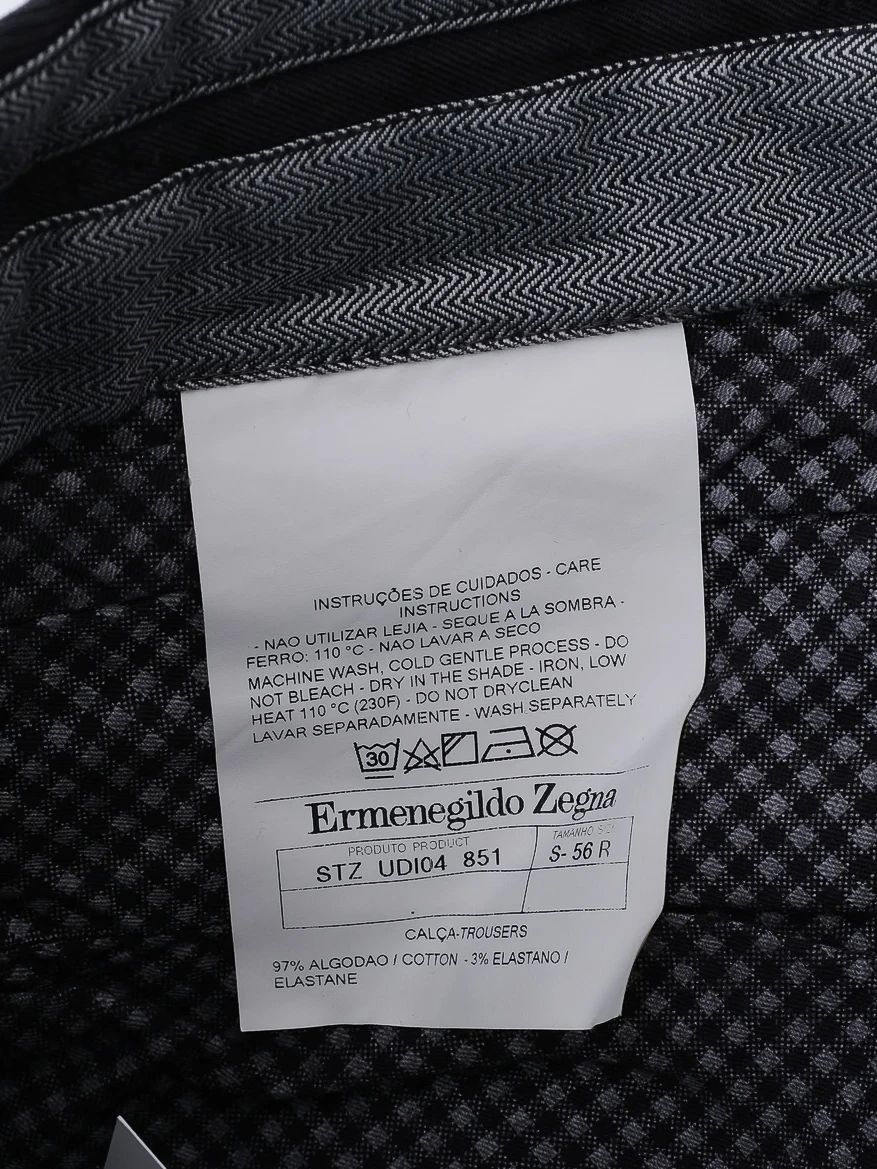 INSTRUÇÕES DE CUIDADOS - CARE
INSTRUCTIONS
- NAO UTILIZAR LEJIA - SEQUE A LA SOMBRA -
FERRO: 110 °C - NAO LAVAR A SECO
MACHINE WASH, COLD GENTLE PROCESS - DO
NOT BLEACH - DRY IN THE SHADE - IRON, LOW
HEAT 110 °C (230F) - DO NOT DRYCLEAN
LAVAR SEPARADAMENTE - WASH SEPARATELY
30
Ermenegildo Zegna
PRODUTO PRODUCT TAMANHO SIZE
STZ UDI04 851 S- 56 R
CALÇA-TROUSERS
97% ALGODAO / COTTON - 3% ELASTANO /
ELASTANE